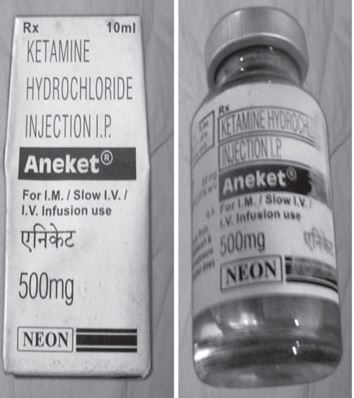 Rx 10ml
KETAMINE
HYDROCHLORIDE
INJECTION I.P.
Aneket®
For I.M. / Slow I.V. /
I.V. Infusion use
एनिकेट
500mg
NEON
Rx
KETAMINE HYDROCHL
INJECTION I.P.
Aneket®
For I.M. / Slow I.V. /
I.V. Infusion use
500mg एनिके
NEON